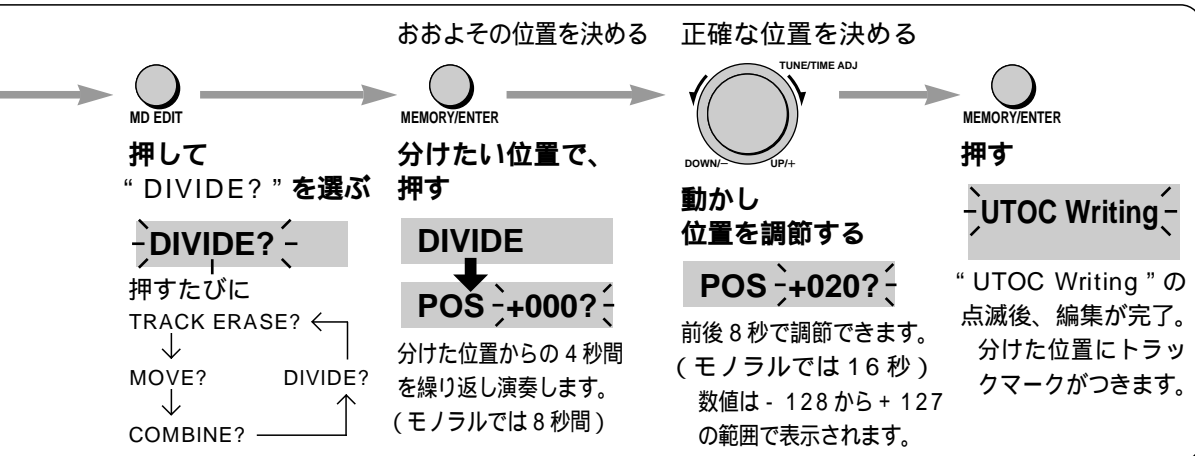 MD EDIT
押して
“ DIVIDE? ” を選ぶ
DIVIDE?
押すたびに
TRACK ERASE?
MOVE?
DIVIDE?
COMBINE?
おおよその位置を決める
MEMORY/ENTER
分けたい位置で、
押す
DIVIDE
POS +000?
分けた位置からの 4 秒間
を繰り返し演奏します。
（モノラルでは 8 秒間）
正確な位置を決める
TUNE/TIME ADJ
DOWN/−
UP/+
動かし
位置を調節する
POS +020?
前後 8 秒で調節できます。
（モノラルでは 16 秒）
数値は - 128 から + 127
の範囲で表示されます。
MEMORY/ENTER
押す
UTOC Writing
“ UTOC Writing ” の
点滅後、編集が完了。
分けた位置にトラッ
クマークがつきます。